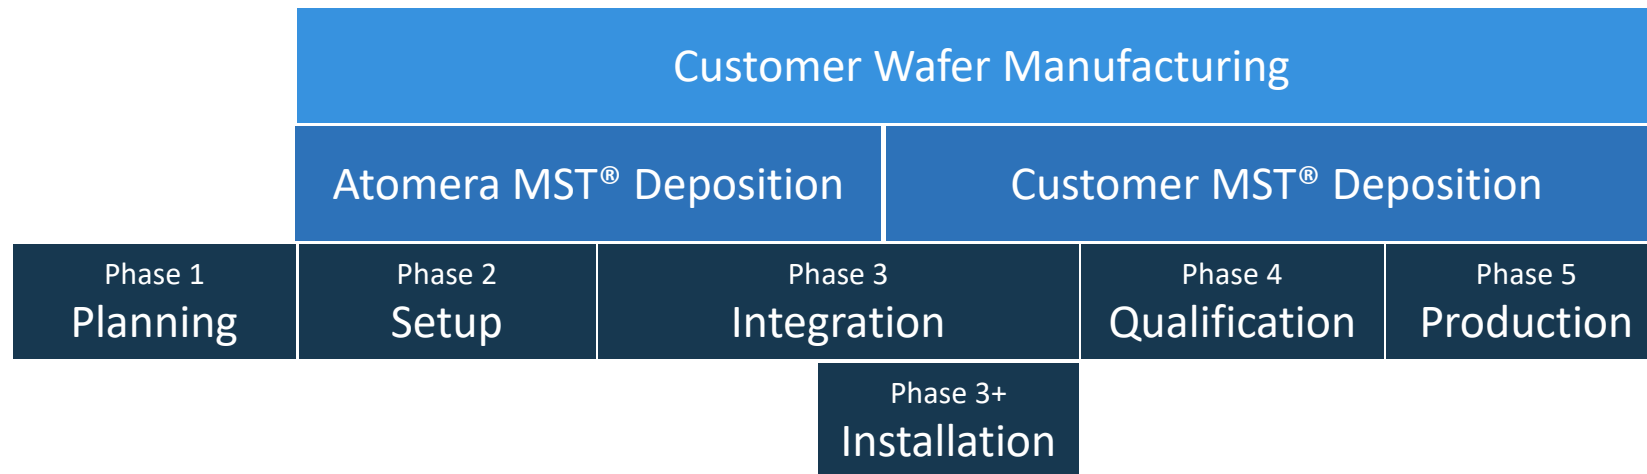 Customer Wafer Manufacturing
Atomera MST® Deposition
Customer MST® Deposition
Phase 1
Planning
Phase 2
Setup
Phase 3
Integration
Phase 4
Qualification
Phase 5
Production
Phase 3+
Installation